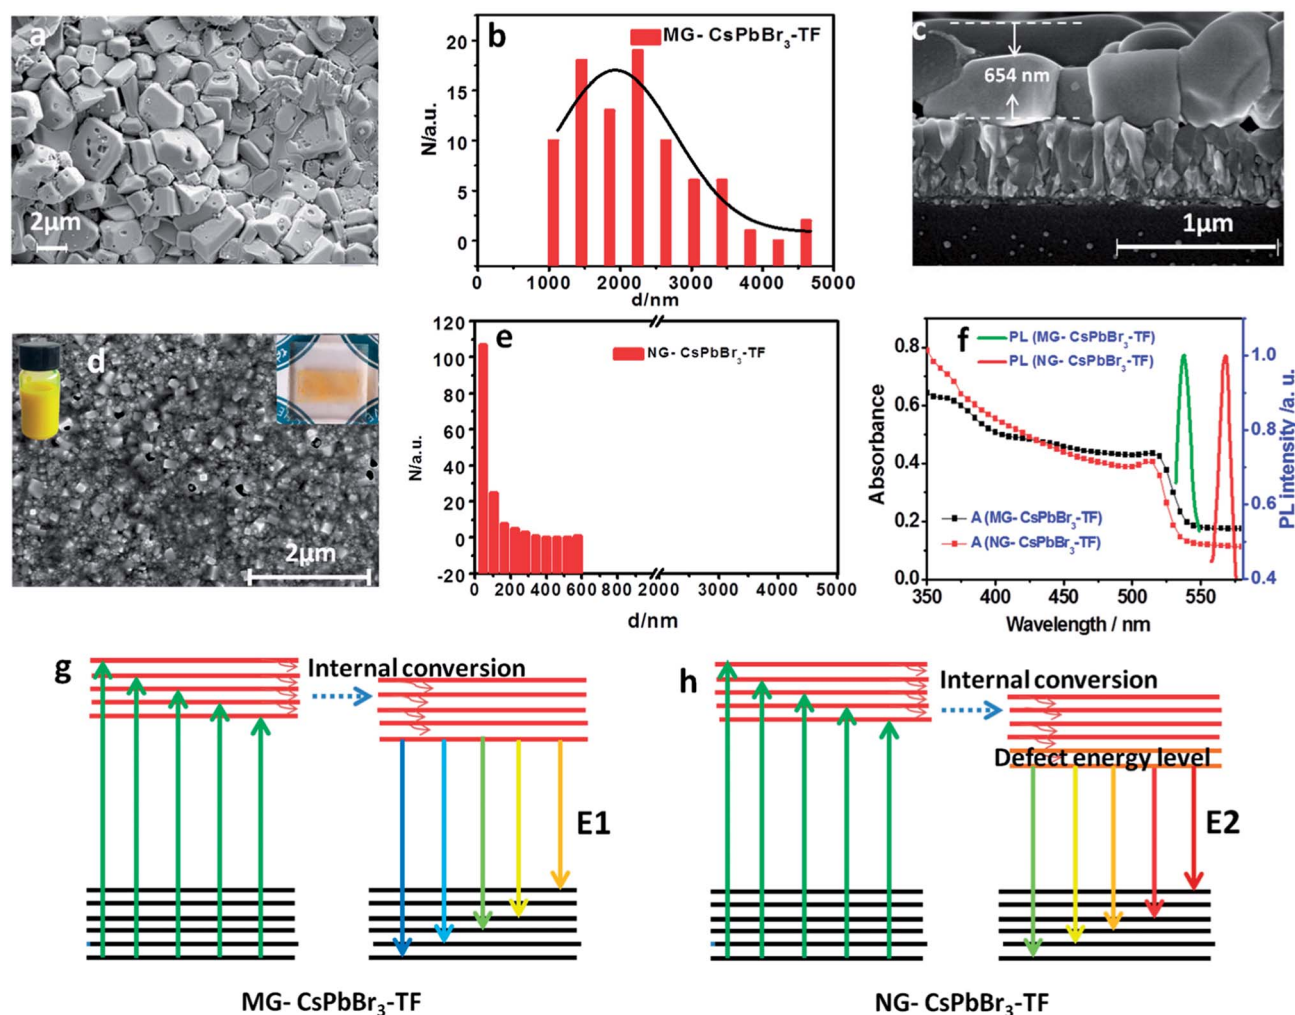 a
2μm
b
MG- CsPbBr3-TF
N/a.u.
20
15
10
5
0
0 1000 2000 3000 4000 5000
d/nm
c
654 nm
1μm
d
2μm
e
NG- CsPbBr3-TF
N/a.u.
120
100
80
60
40
20
0
-20
0 200 400 600 800 2000 3000 4000 5000
d/nm
f
PL (MG- CsPbBr3-TF)
PL (NG- CsPbBr3-TF)
A (MG- CsPbBr3-TF)
A (NG- CsPbBr3-TF)
Absorbance
0.8
0.6
0.4
0.2
0.0
350 400 450 500 550
Wavelength / nm
PL intensity /a. u.
1.0
0.8
0.6
0.4
g
Internal conversion
E1
MG- CsPbBr3-TF
h
Internal conversion
Defect energy level
E2
NG- CsPbBr3-TF